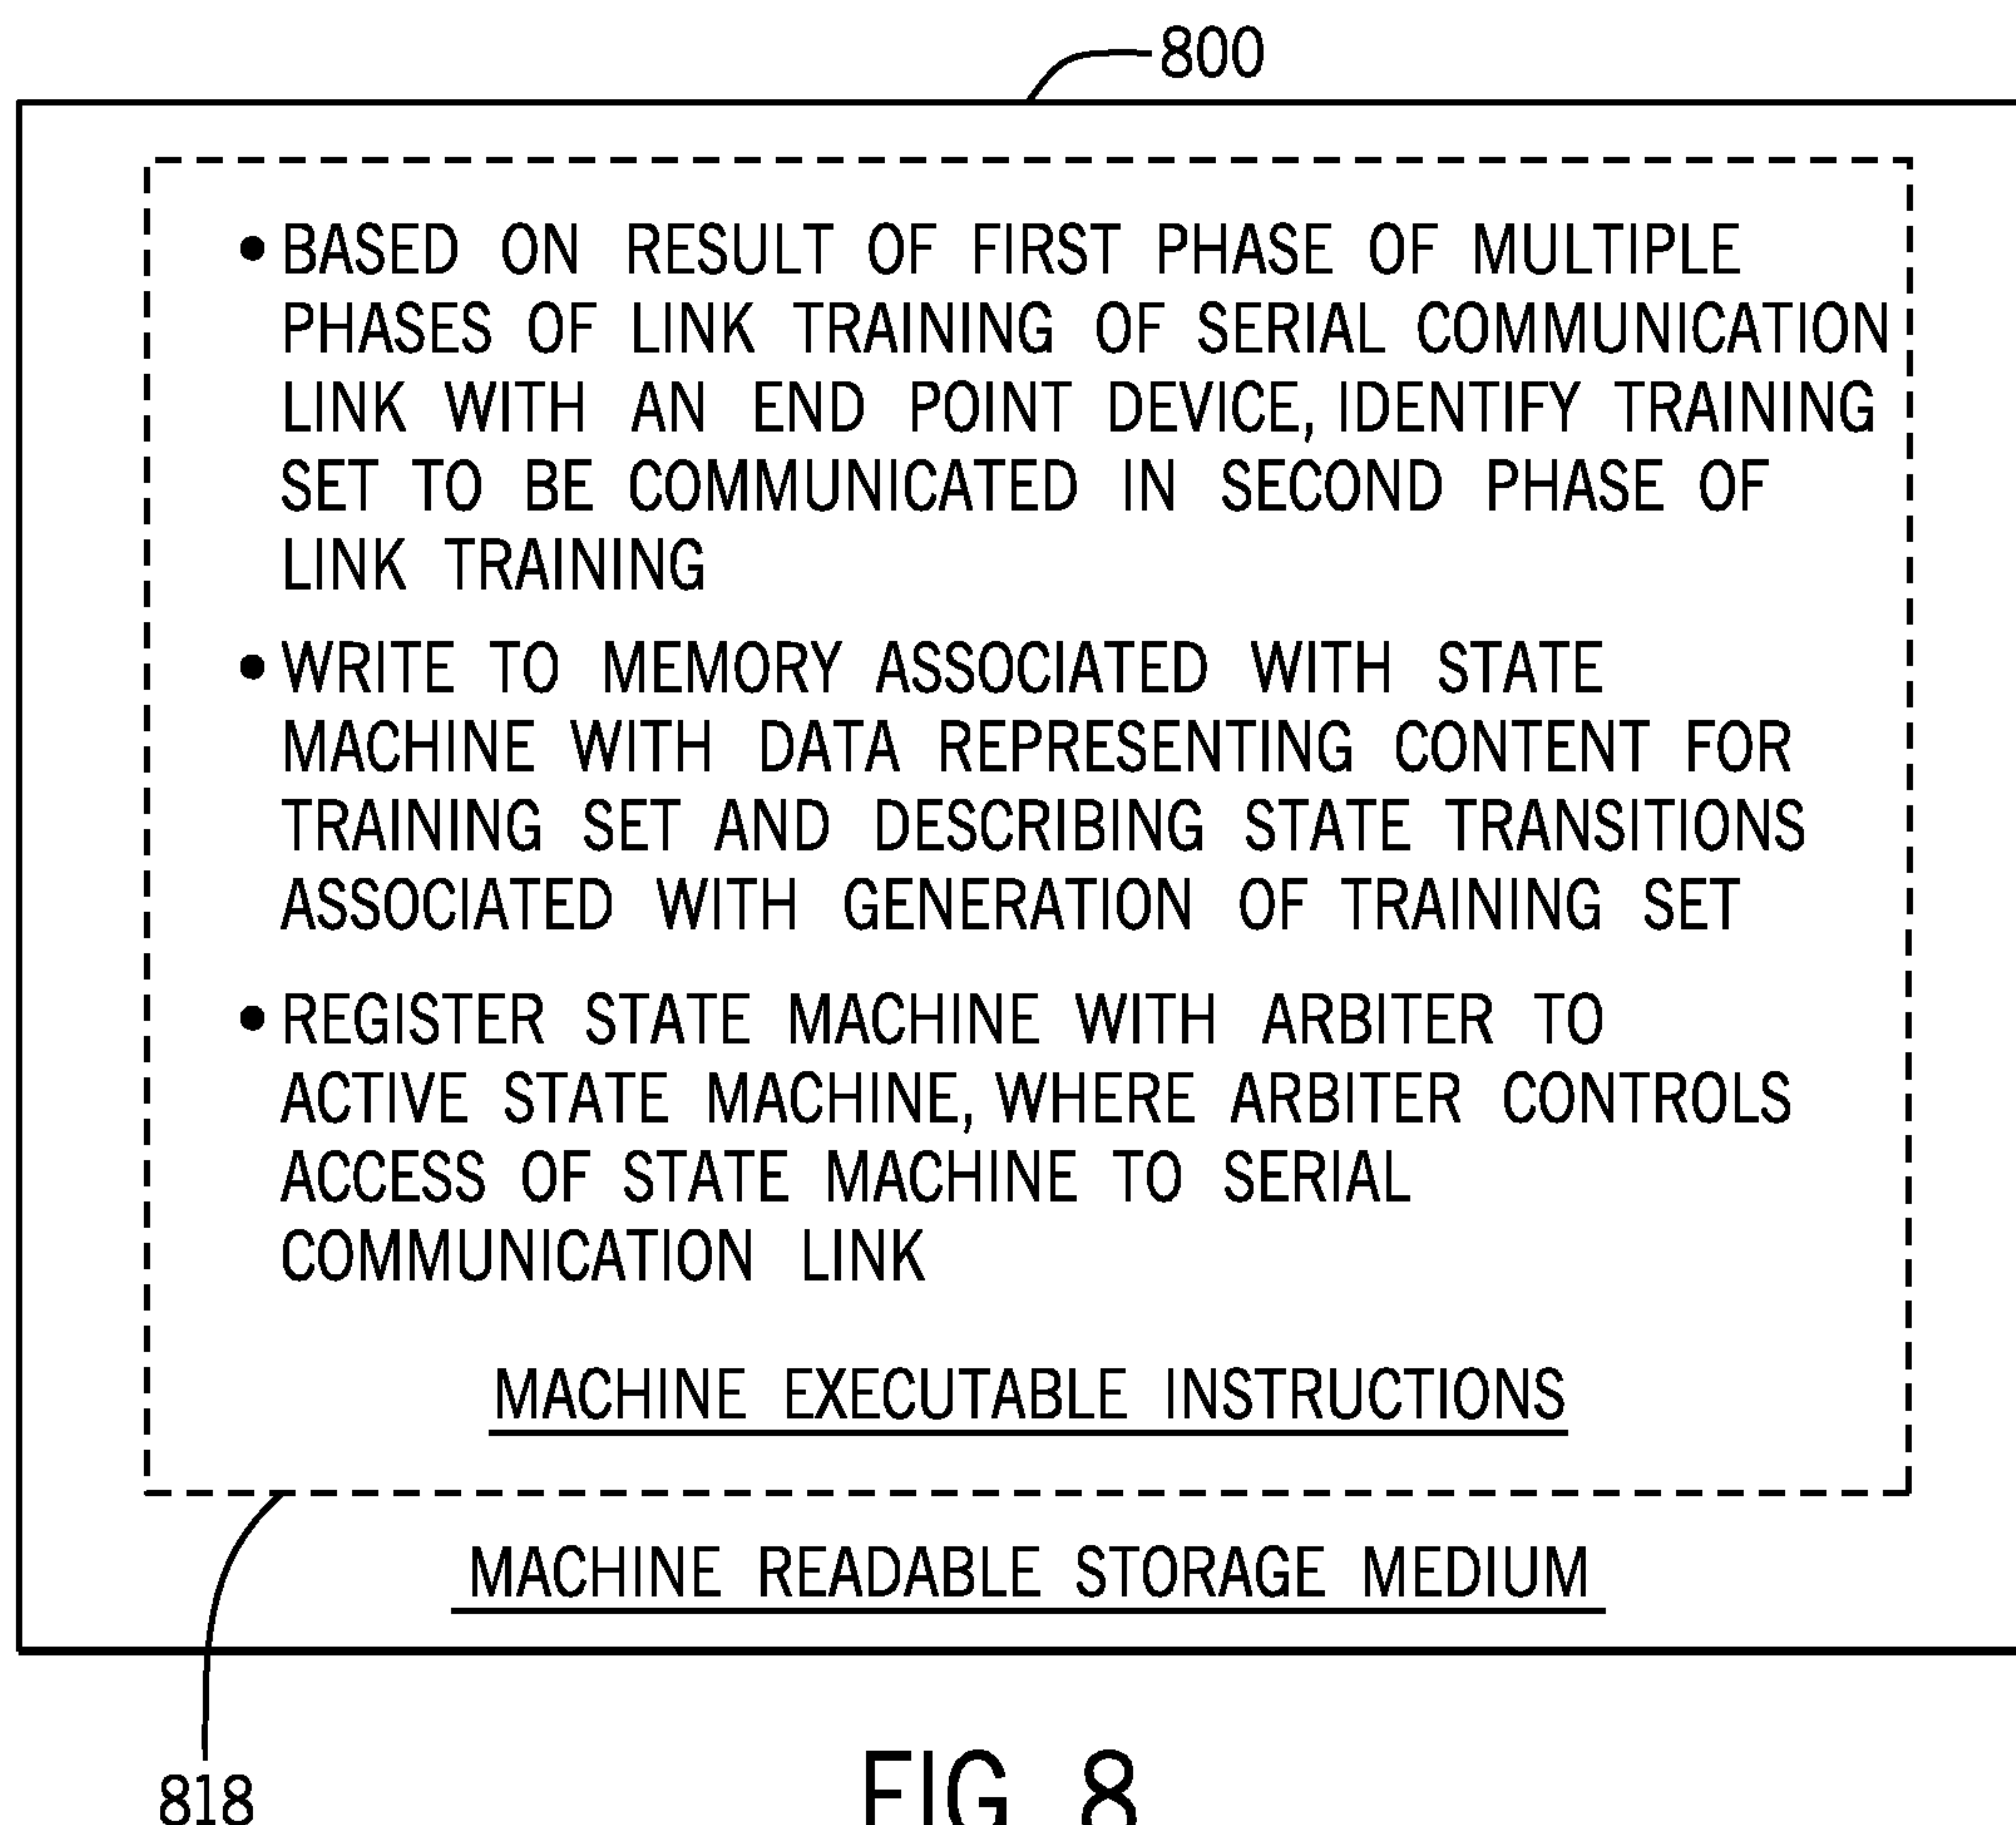 800
• BASED ON RESULT OF FIRST PHASE OF MULTIPLE
PHASES OF LINK TRAINING OF SERIAL COMMUNICATION
LINK WITH AN END POINT DEVICE, IDENTIFY TRAINING
SET TO BE COMMUNICATED IN SECOND PHASE OF
LINK TRAINING
• WRITE TO MEMORY ASSOCIATED WITH STATE
MACHINE WITH DATA REPRESENTING CONTENT FOR
TRAINING SET AND DESCRIBING STATE TRANSITIONS
ASSOCIATED WITH GENERATION OF TRAINING SET
• REGISTER STATE MACHINE WITH ARBITER TO
ACTIVE STATE MACHINE, WHERE ARBITER CONTROLS
ACCESS OF STATE MACHINE TO SERIAL
COMMUNICATION LINK
MACHINE EXECUTABLE INSTRUCTIONS
MACHINE READABLE STORAGE MEDIUM
818
FIG 8